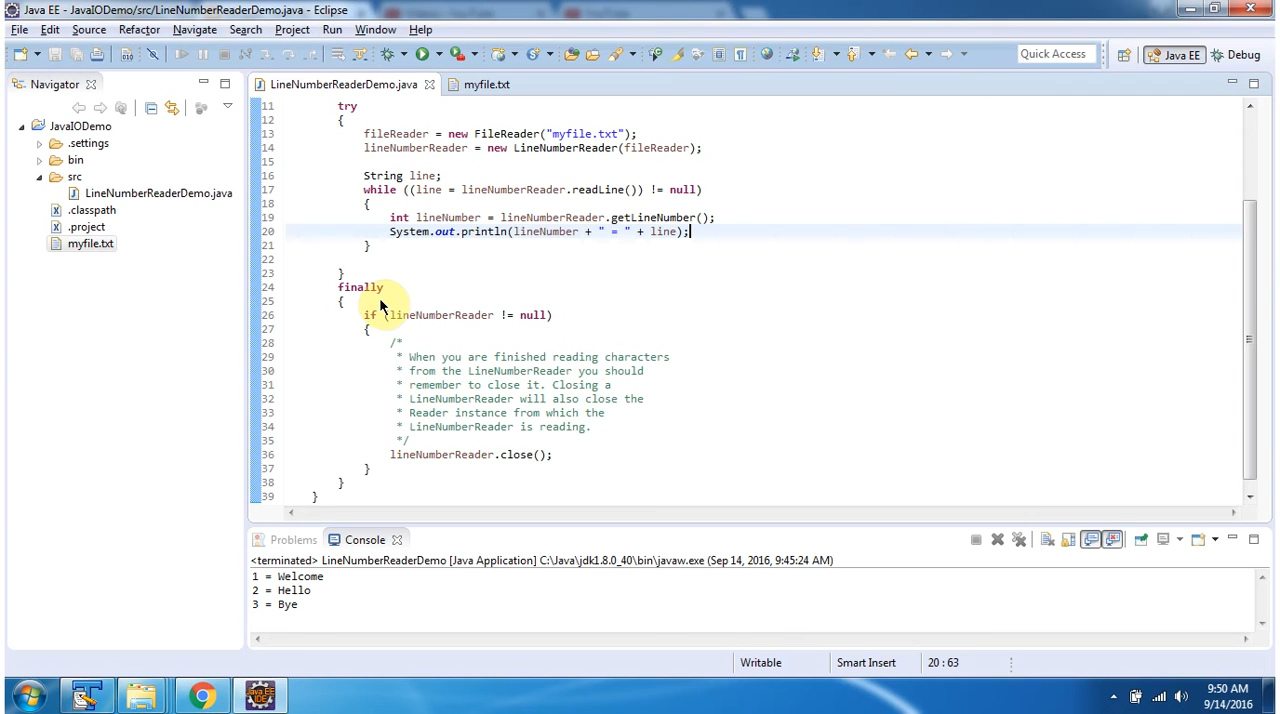 Java EE - JavaIODemo/src/LineNumberReaderDemo.java - Eclipse
File Edit Source Refactor Navigate Search Project Run Window Help
Quick Access Java EE Debug
Navigator
JavaIODemo
.settings
bin
src
LineNumberReaderDemo.java
.classpath
.project
myfile.txt
LineNumberReaderDemo.java myfile.txt
11 try
12 {
13 fileReader = new FileReader("myfile.txt");
14 lineNumberReader = new LineNumberReader(fileReader);
15
16 String line;
17 while ((line = lineNumberReader.readLine()) != null)
18 {
19 int lineNumber = lineNumberReader.getLineNumber();
20 System.out.println(lineNumber + " = " + line);
21 }
22
23 }
24 finally
25 {
26 if (lineNumberReader != null)
27 {
28 /*
29 * When you are finished reading characters
30 * from the LineNumberReader you should
31 * remember to close it. Closing a
32 * LineNumberReader will also close the
33 * Reader instance from which the
34 * LineNumberReader is reading.
35 */
36 lineNumberReader.close();
37 }
38 }
39 }
Problems Console
<terminated> LineNumberReaderDemo [Java Application] C:\Java\jdk1.8.0_40\bin\javaw.exe (Sep 14, 2016, 9:45:24 AM)
1 = Welcome
2 = Hello
3 = Bye
Writable Smart Insert 20 : 63
9:50 AM
9/14/2016